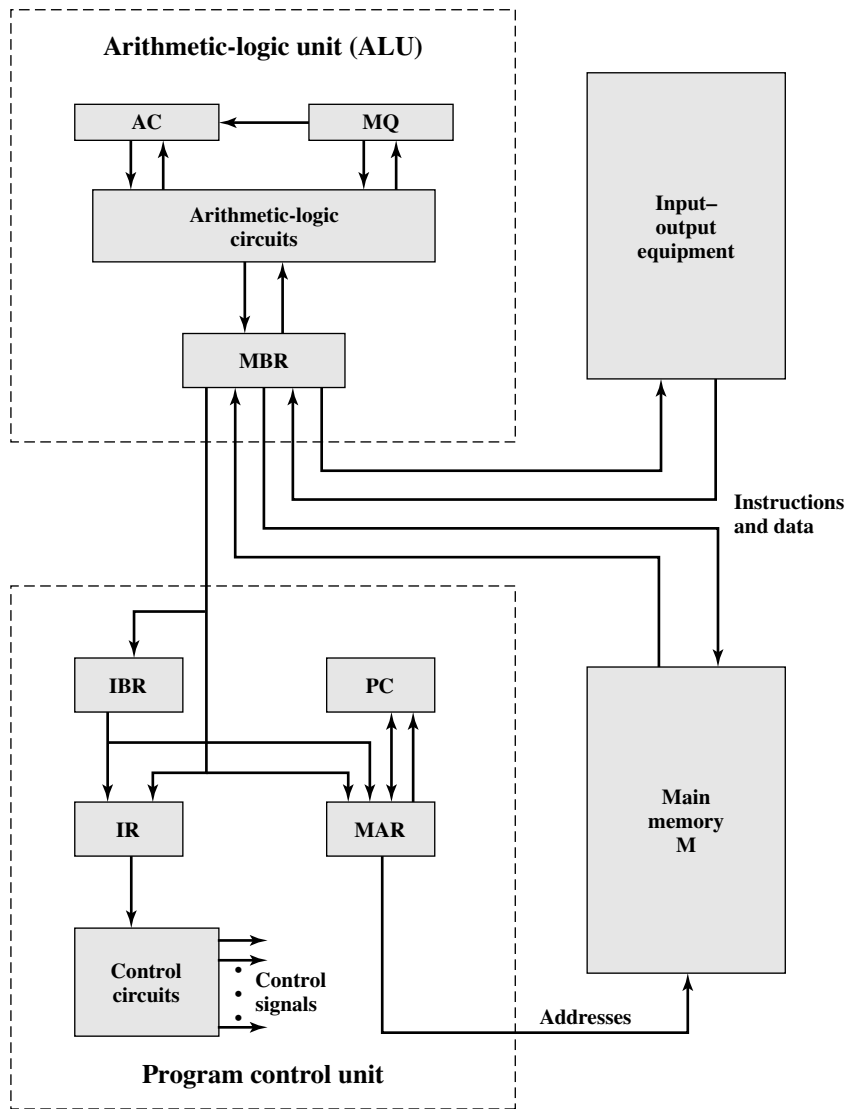 Arithmetic-logic unit (ALU)
AC
MQ
Arithmetic-logic
circuits
MBR
Input–
output
equipment
Instructions
and data
IBR
PC
IR
MAR
Main
memory
M
Control
circuits
Control
signals
Addresses
Program control unit